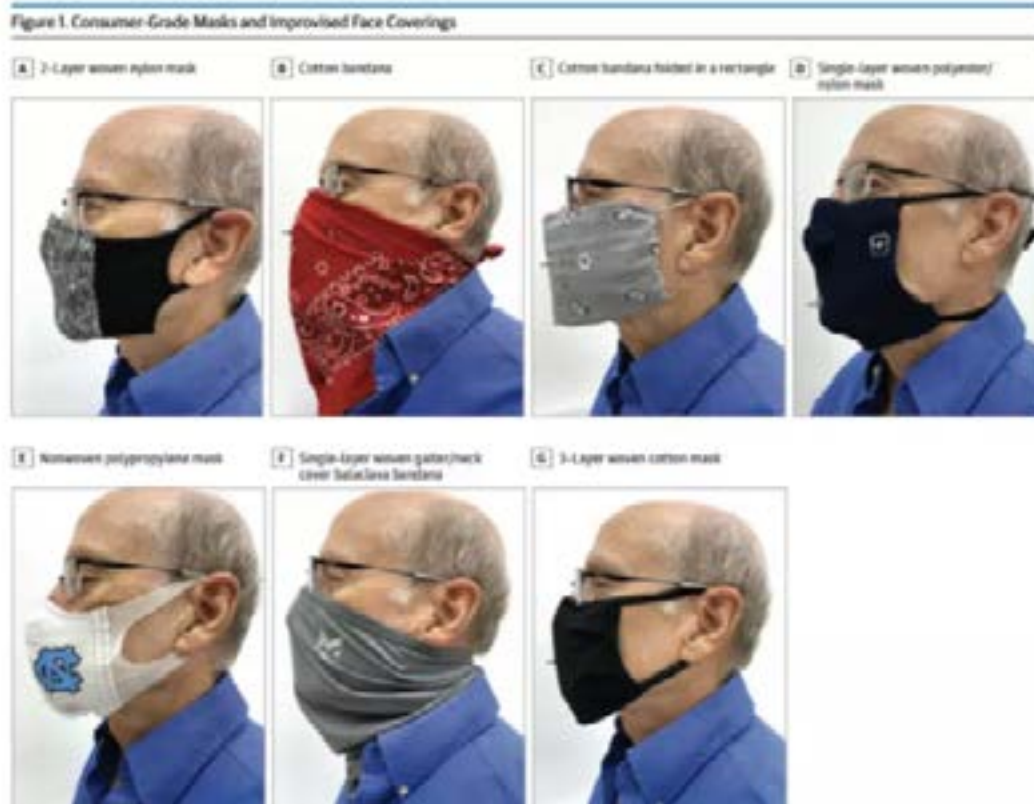 Figure 1. Consumer-Grade Masks and Improvised Face Coverings
A 2-Layer woven nylon mask
B Cotton bandana
C Cotton bandana folded in a rectangle
D Single-layer woven polyester/
nylon mask
E Nonwoven polypropylene mask
F Single-layer woven gaiter/neck
cover balaclava bandana
G 3-Layer woven cotton mask
NC